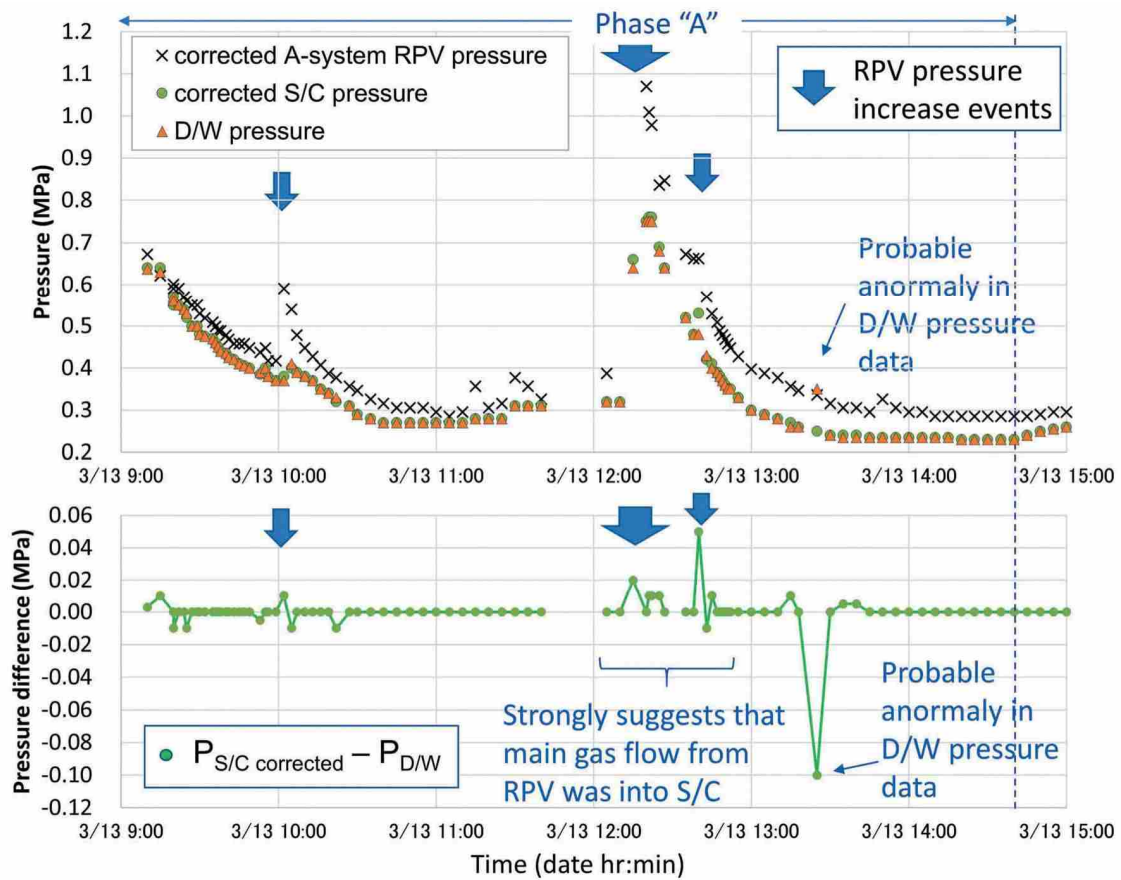 Phase “A”
1.2
1.1
1.0
0.9
0.8
0.7
0.6
0.5
0.4
0.3
0.2
Pressure (MPa)
× corrected A-system RPV pressure
corrected S/C pressure
D/W pressure
RPV pressure
increase events
Probable
anormaly in
D/W pressure
data
3/13 9:00
3/13 10:00
3/13 11:00
3/13 12:00
3/13 13:00
3/13 14:00
3/13 15:00
0.06
0.04
0.02
0.00
-0.02
-0.04
-0.06
-0.08
-0.10
-0.12
Pressure difference (MPa)
P S/C corrected – P D/W
Strongly suggests that
main gas flow from
RPV was into S/C
Probable
anormaly in
D/W pressure
data
3/13 9:00
3/13 10:00
3/13 11:00
3/13 12:00
3/13 13:00
3/13 14:00
3/13 15:00
Time (date hr:min)